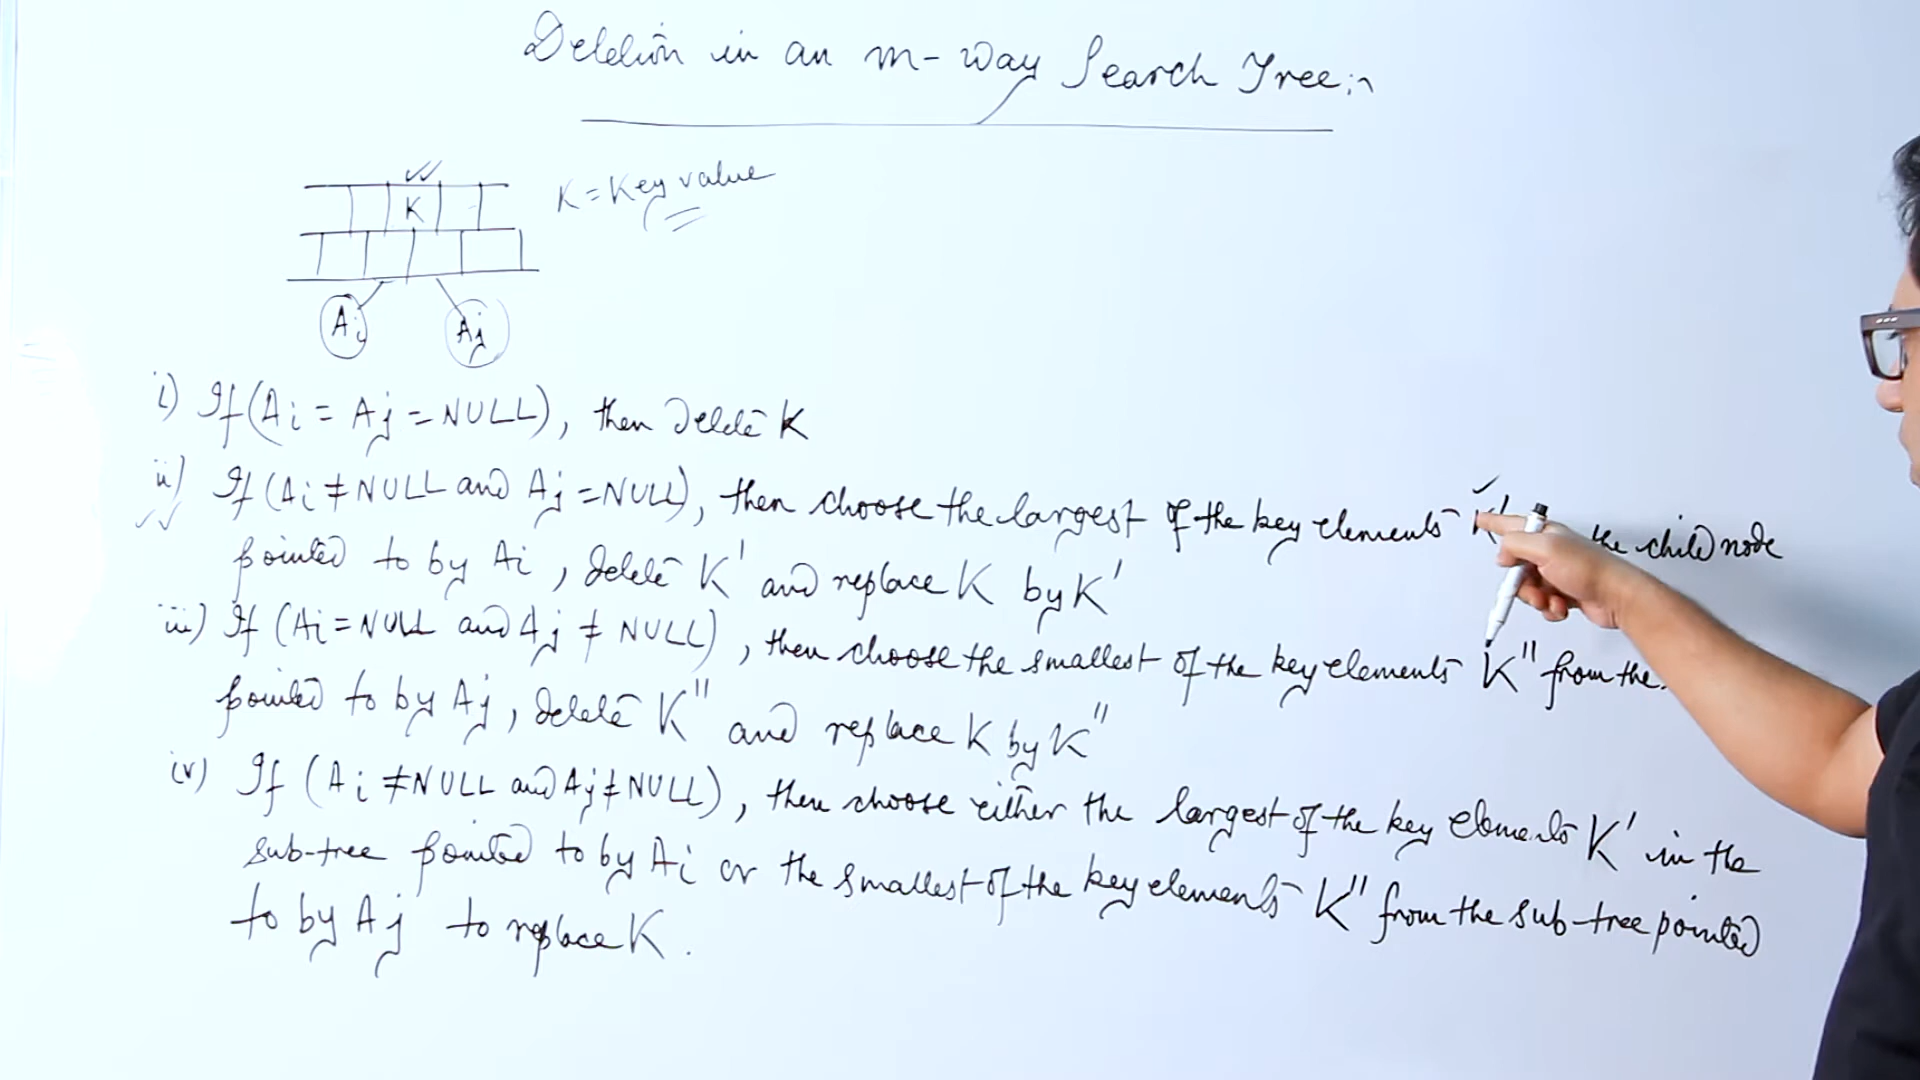 Deletion in an m-way Search Tree:-
K
K = Key value
Ai
Aj
i) If (Ai = Aj = NULL), then Delete K
ii) If (Ai ≠ NULL and Aj = NULL), then choose the largest of the key elements K' the child node
pointed to by Ai, delete K' and replace K by K'
iii) If (Ai = NULL and Aj ≠ NULL), then choose the smallest of the key elements K'' from the
pointed to by Aj, delete K'' and replace K by K''
iv) If (Ai ≠ NULL and Aj ≠ NULL), then choose either the largest of the key elements K' in the
sub-tree pointed to by Ai or the smallest of the key elements K'' from the sub-tree pointed
to by Aj to replace K.